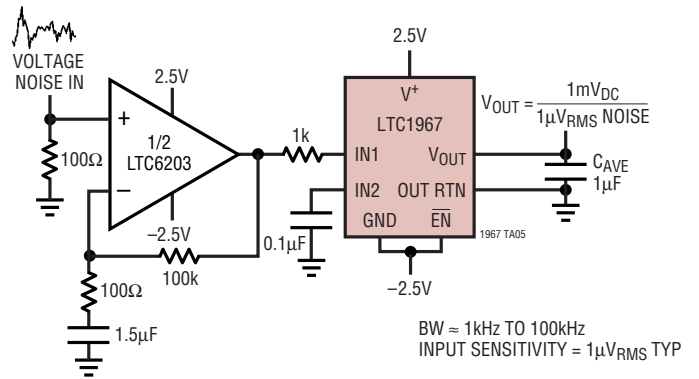 VOLTAGE
NOISE IN
2.5V
+
1/2
LTC6203
−
−2.5V
100Ω
100k
100Ω
1.5µF
1k
0.1µF
2.5V
V+
LTC1967
IN1
VOUT
IN2
OUT RTN
GND
EN
−2.5V
VOUT = 1mVDC
1µVRMS NOISE
CAVE
1µF
1967 TA05
BW ≈ 1kHz TO 100kHz
INPUT SENSITIVITY = 1µVRMS TYP